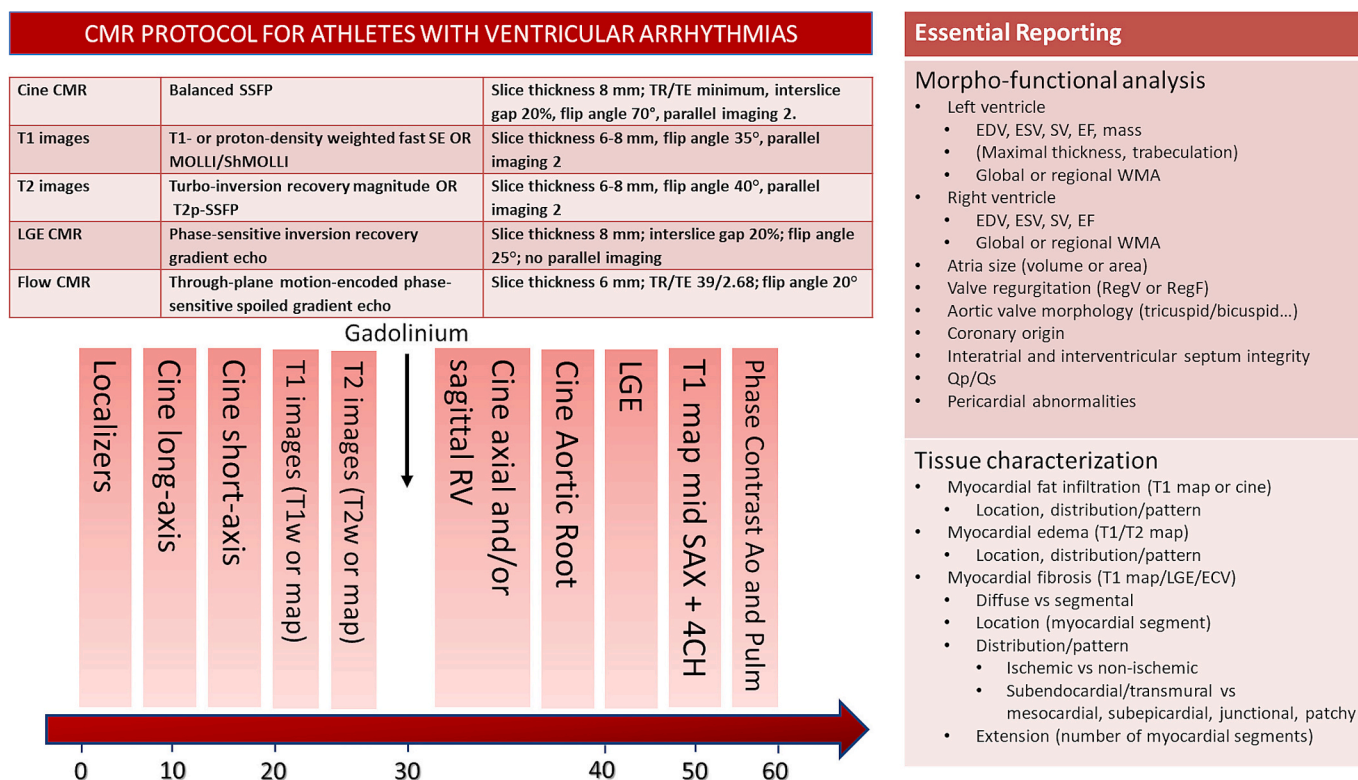 CMR PROTOCOL FOR ATHLETES WITH VENTRICULAR ARRHYTHMIAS
Cine CMR
Balanced SSFP
Slice thickness 8 mm; TR/TE minimum, interslice
gap 20%, flip angle 70°, parallel imaging 2.
T1 images
T1- or proton-density weighted fast SE OR
MOLLI/ShMOLLI
Slice thickness 6-8 mm, flip angle 35°, parallel
imaging 2
T2 images
Turbo-inversion recovery magnitude OR
T2p-SSFP
Slice thickness 6-8 mm, flip angle 40°, parallel
imaging 2
LGE CMR
Phase-sensitive inversion recovery
gradient echo
Slice thickness 8 mm; interslice gap 20%; flip angle
25°; no parallel imaging
Flow CMR
Through-plane motion-encoded phase-
sensitive spoiled gradient echo
Slice thickness 6 mm; TR/TE 39/2.68; flip angle 20°
Gadolinium
Localizers
Cine long-axis
Cine short-axis
T1 images (T1w or map)
T2 images (T2w or map)
Cine axial and/or
sagittal RV
Cine Aortic Root
LGE
T1 map mid SAX + 4CH
Phase Contrast Ao and Pulm
0
10
20
30
40
50
60
Essential Reporting
Morpho-functional analysis
• Left ventricle
• EDV, ESV, SV, EF, mass
• (Maximal thickness, trabeculation)
• Global or regional WMA
• Right ventricle
• EDV, ESV, SV, EF
• Global or regional WMA
• Atria size (volume or area)
• Valve regurgitation (RegV or RegF)
• Aortic valve morphology (tricuspid/bicuspid...)
• Coronary origin
• Interatrial and interventricular septum integrity
• Qp/Qs
• Pericardial abnormalities
Tissue characterization
• Myocardial fat infiltration (T1 map or cine)
• Location, distribution/pattern
• Myocardial edema (T1/T2 map)
• Location, distribution/pattern
• Myocardial fibrosis (T1 map/LGE/ECV)
• Diffuse vs segmental
• Location (myocardial segment)
• Distribution/pattern
• Ischemic vs non-ischemic
• Subendocardial/transmural vs
mesocardial, subepicardial, junctional, patchy
• Extension (number of myocardial segments)